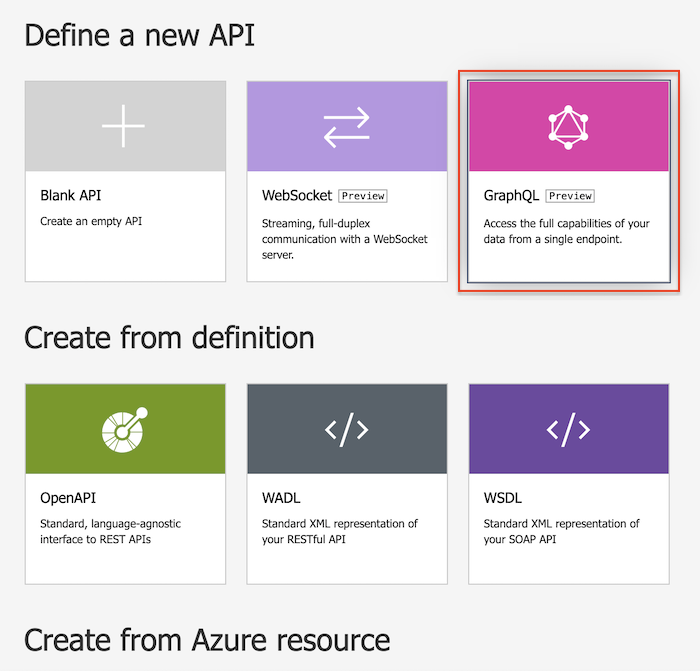 Define a new API
Blank API
Create an empty API
WebSocket Preview
Streaming, full-duplex
communication with a WebSocket
server.
GraphQL Preview
Access the full capabilities of your
data from a single endpoint.
Create from definition
OpenAPI
Standard, language-agnostic
interface to REST APIs
WADL
Standard XML representation of
your RESTful API
WSDL
Standard XML representation of
your SOAP API
Create from Azure resource